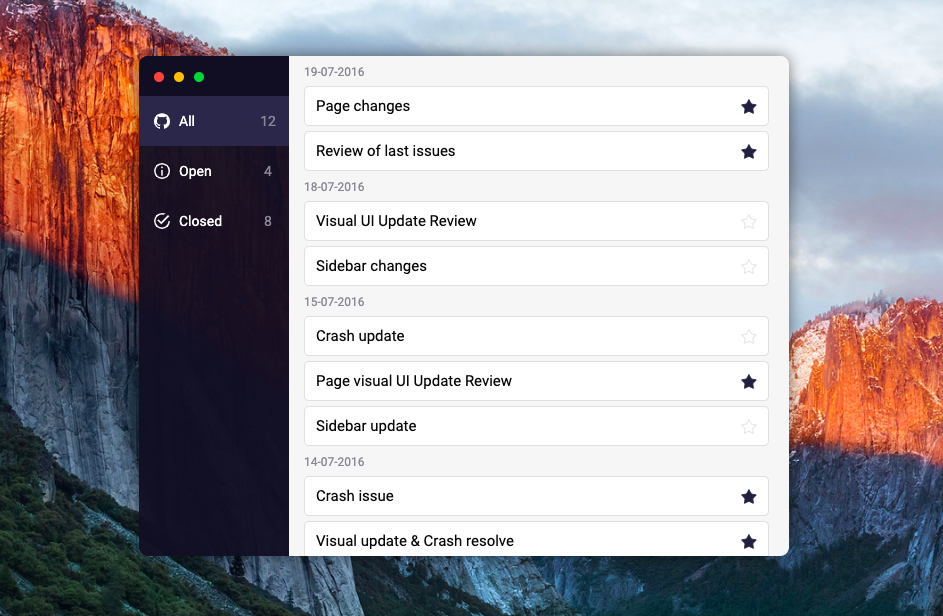 All 12
Open 4
Closed 8
19-07-2016
Page changes
Review of last issues
18-07-2016
Visual UI Update Review
Sidebar changes
15-07-2016
Crash update
Page visual UI Update Review
Sidebar update
14-07-2016
Crash issue
Visual update & Crash resolve